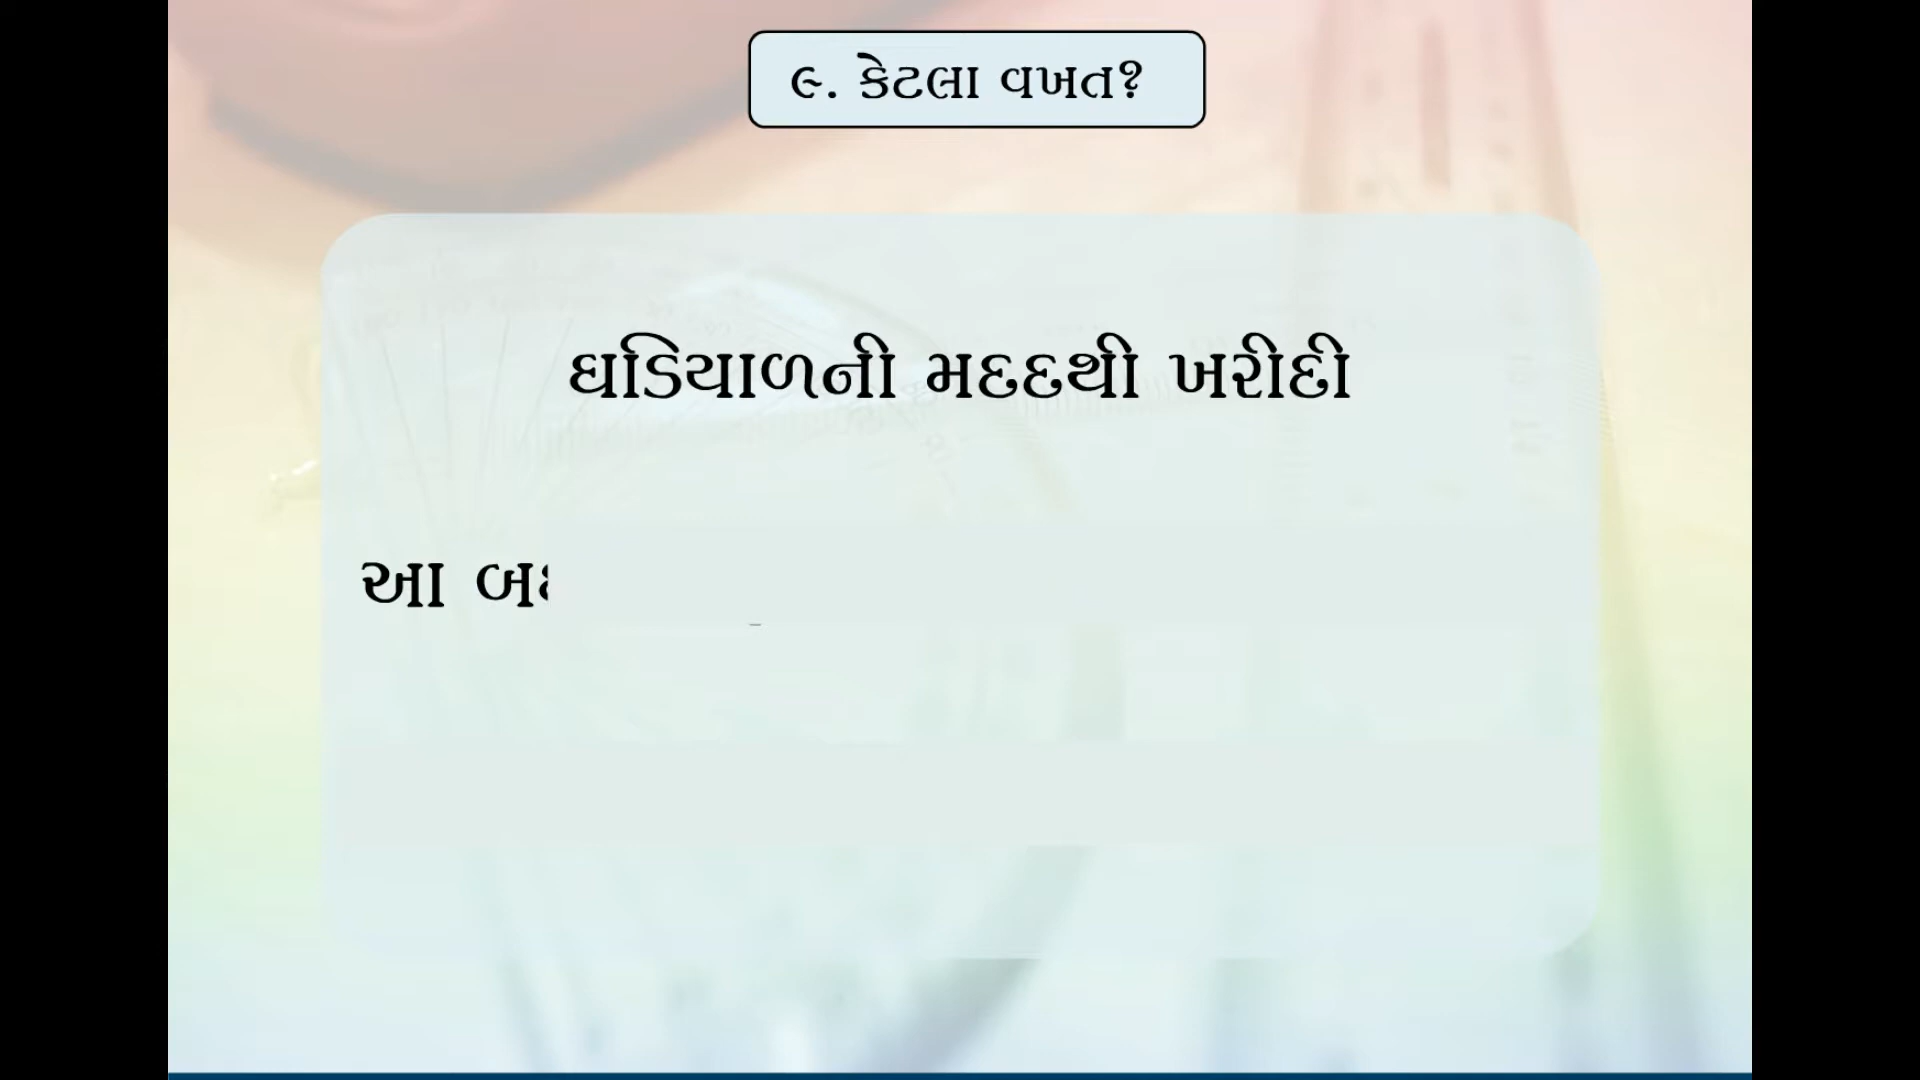 ૯. કેટલા વખત?
ઘડિયાળની મદદથી ખરીદી
આ